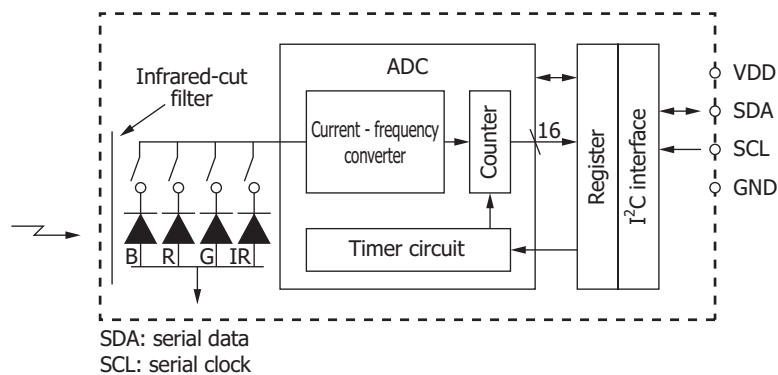 Infrared-cut
filter
ADC
Current - frequency
converter
Counter
16
Timer circuit
Register
I²C interface
VDD
SDA
SCL
GND
B R G IR
SDA: serial data
SCL: serial clock